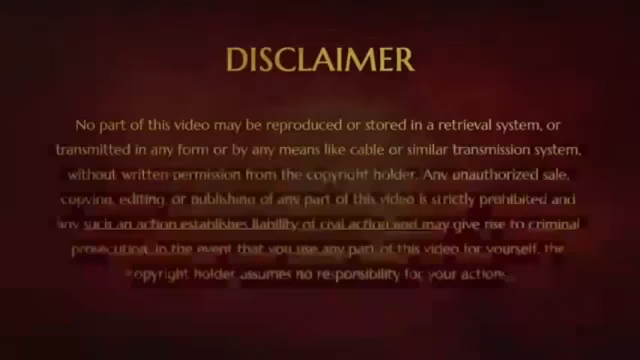 DISCLAIMER
No part of this video may be reproduced or stored in a retrieval system, or
transmitted in any form or by any means like cable or similar transmission system,
without written permission from the copyright holder. Any unauthorized sale,
copying, editing, or publishing of any part of this video is strictly prohibited and
any such an action establishes liability of civil action and may give rise to criminal
prosecution. In the event that you use any part of this video for yourself, the
copyright holder assumes no responsibility for your actions.